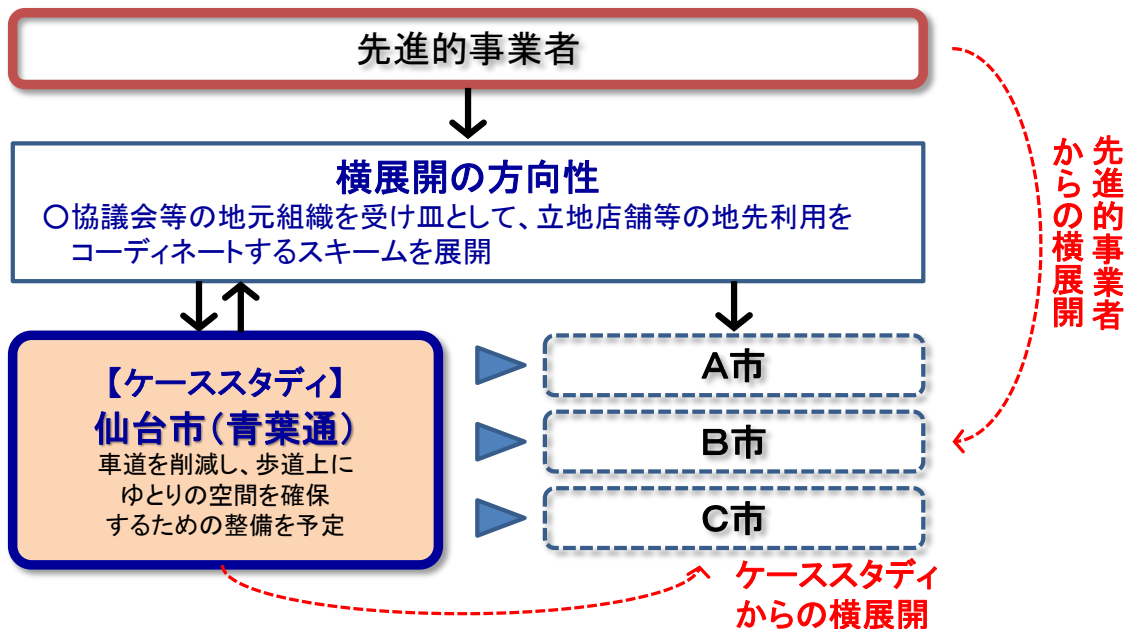 先進的事業者
横展開の方向性
○協議会等の地元組織を受け皿として、立地店舗等の地先利用を
コーディネートするスキームを展開
先進的事業者
からの横展開
【ケーススタディ】
仙台市(青葉通)
車道を削減し、歩道上に
ゆとりの空間を確保
するための整備を予定
A市
B市
C市
ケーススタディ
からの横展開